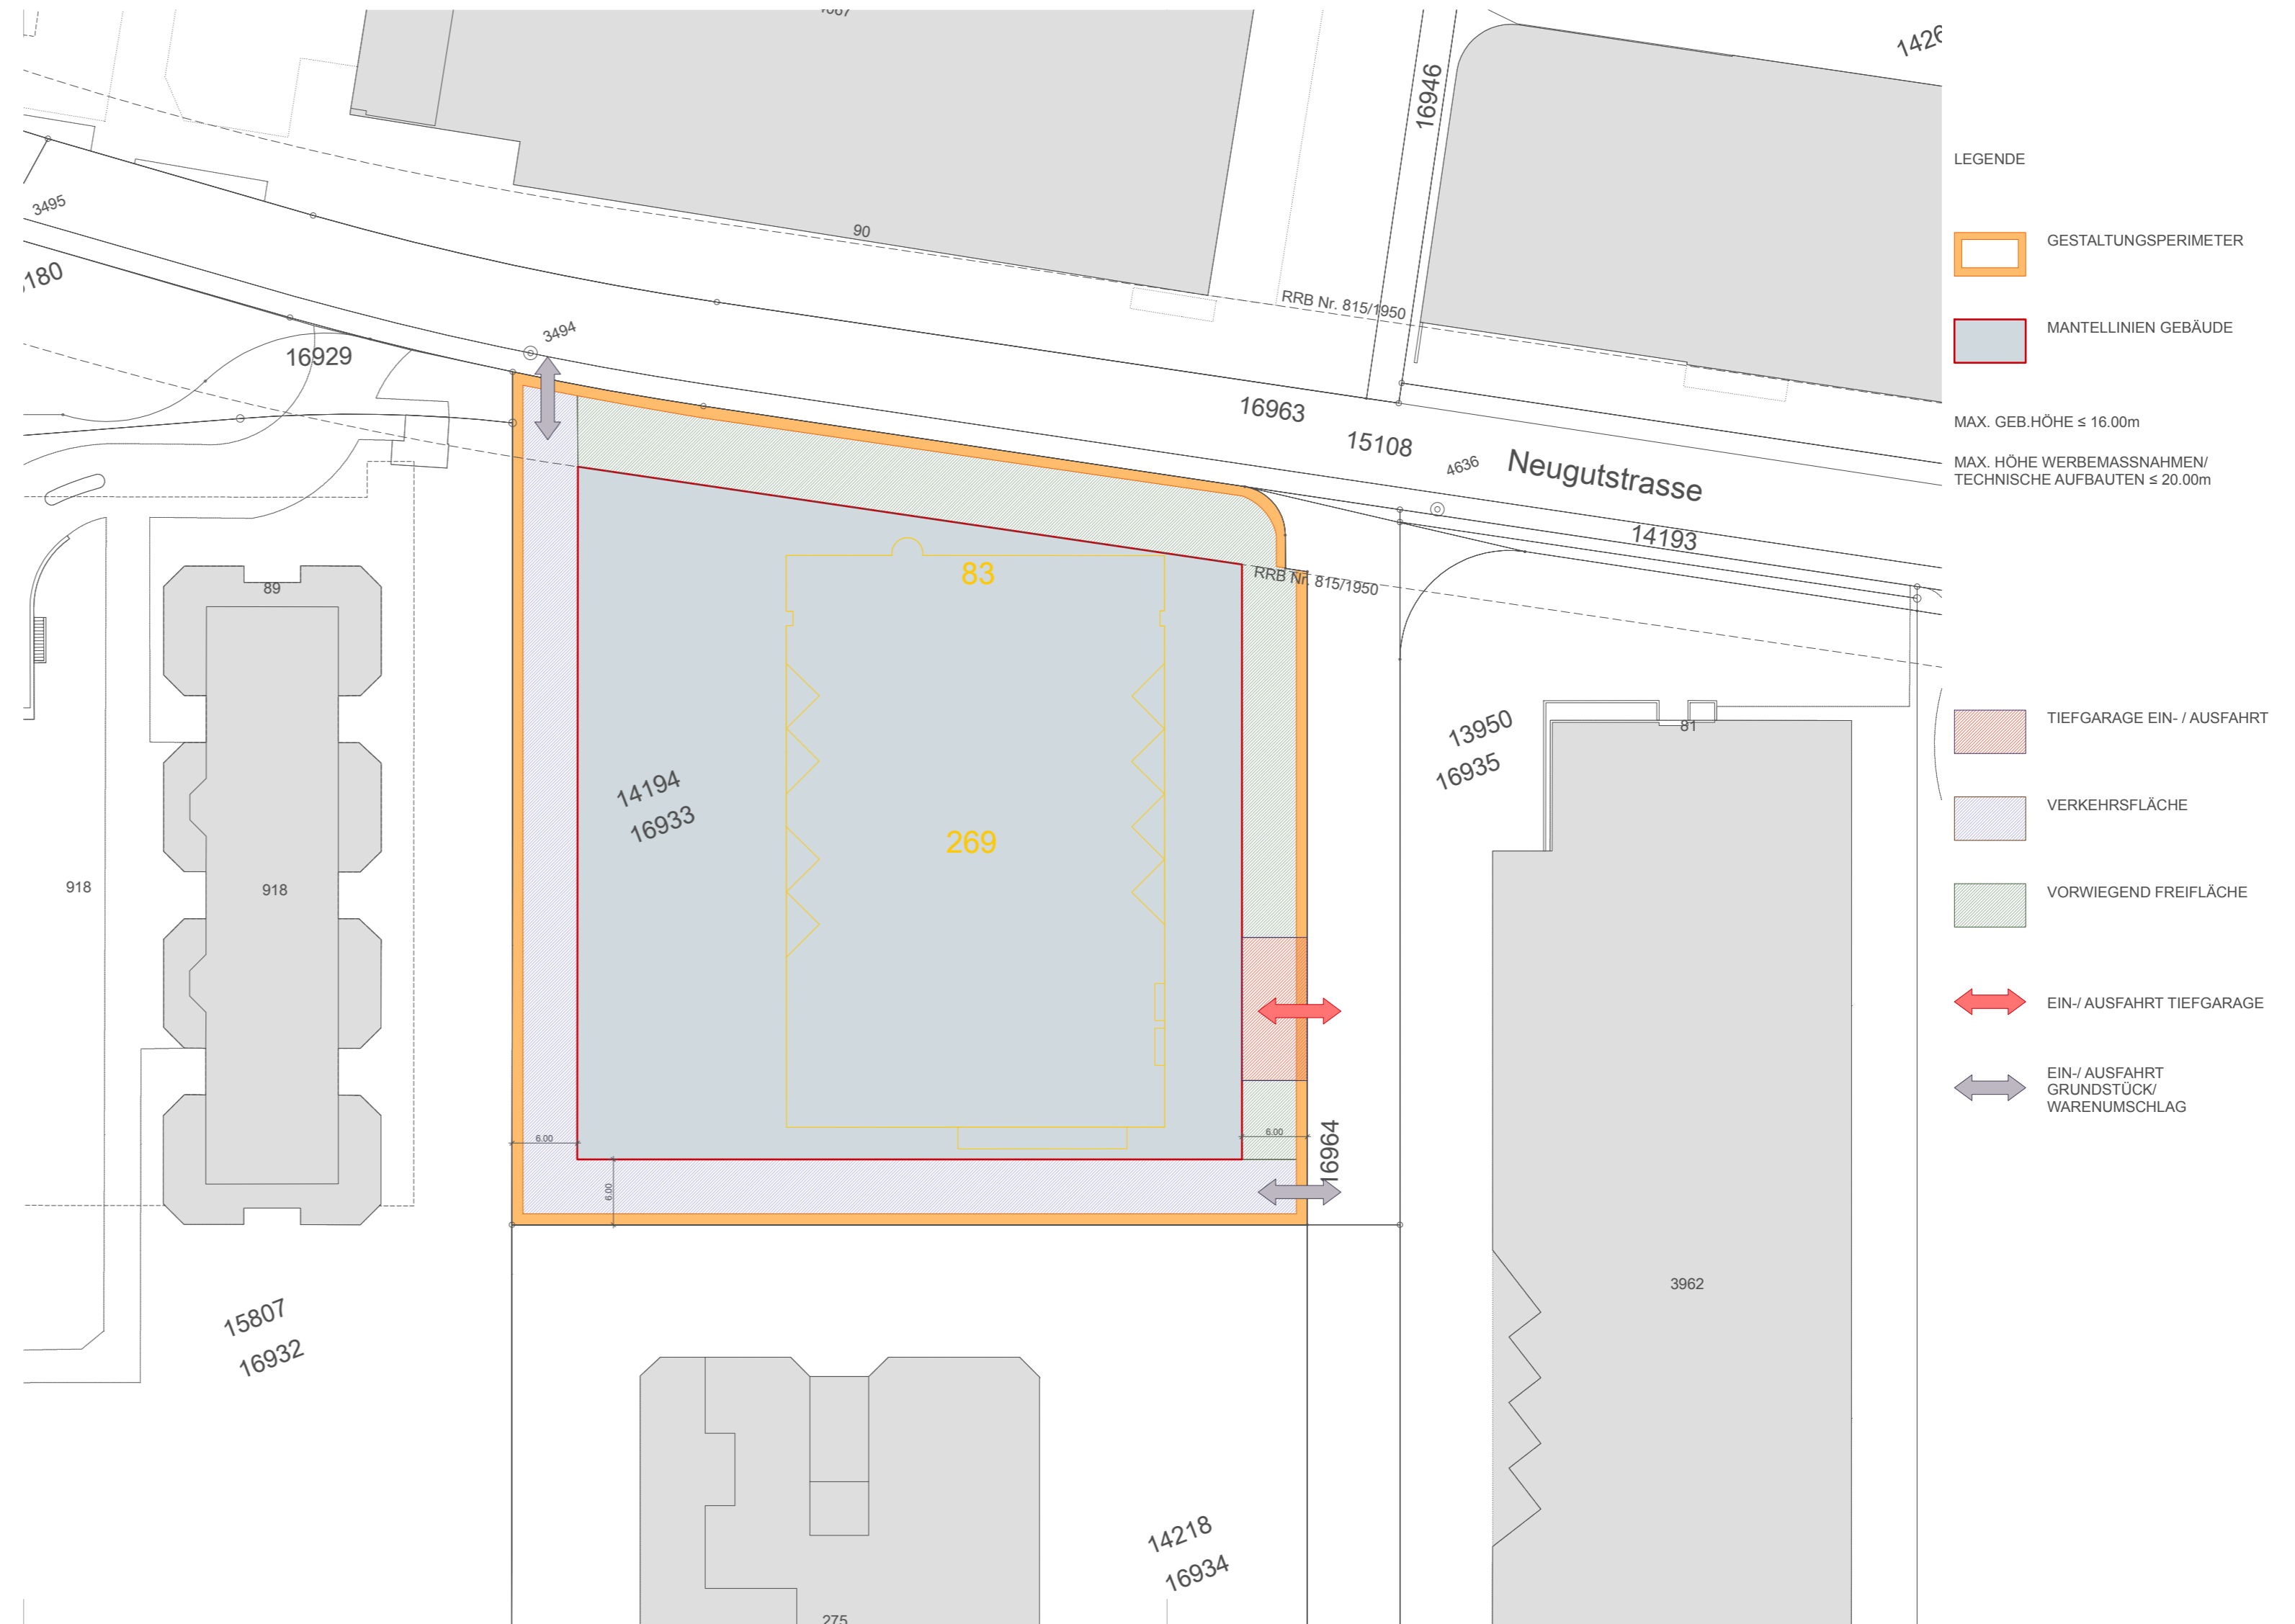 3495
16929
3494
90
16946
RRB Nr. 815/1950
16963
15108
4636
Neugutstrasse
14193
RRB Nr. 815/1950
89
918
918
83
14194
16933
269
13950
16935
81
6.00
6.00
6.00
16964
3962
15807
16932
14218
16934
275
LEGENDE
GESTALTUNGSPERIMETER
MANTELLINIEN GEBÄUDE
MAX. GEB.HÖHE ≤ 16.00m
MAX. HÖHE WERBEMASSNAHMEN/
TECHNISCHE AUFBAUTEN ≤ 20.00m
TIEFGARAGE EIN- / AUSFAHRT
VERKEHRSFLÄCHE
VORWIEGEND FREIFLÄCHE
EIN-/ AUSFAHRT TIEFGARAGE
EIN-/ AUSFAHRT
GRUNDSTÜCK/
WARENUMSCHLAG